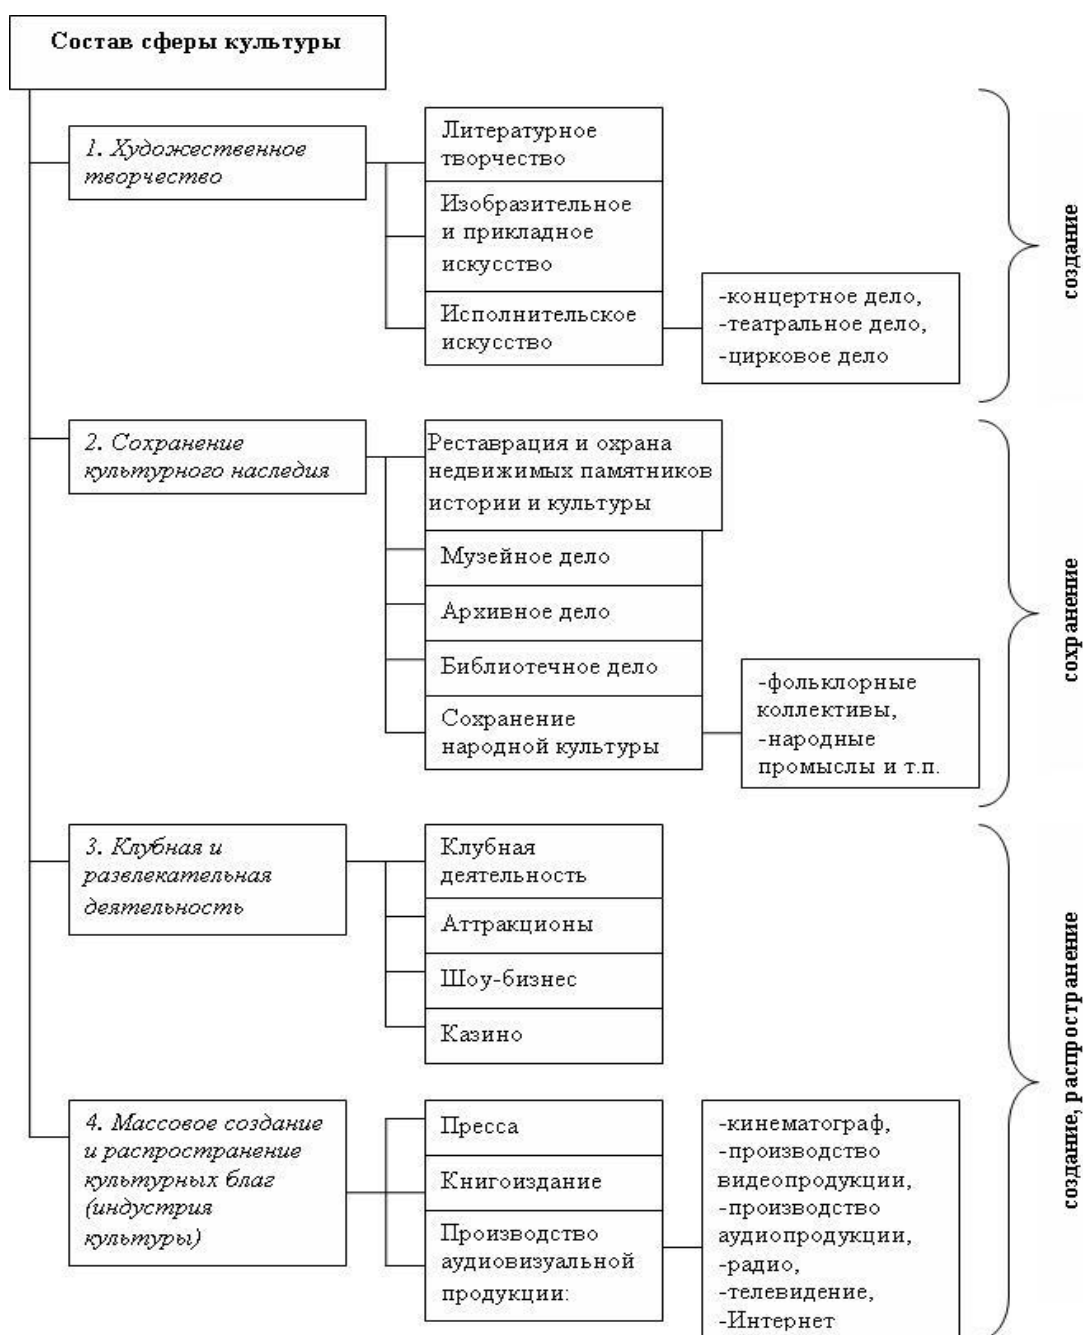 Состав сферы культуры
1. Художественное
творчество
Литературное
творчество
Изобразительное
и прикладное
искусство
Исполнительское
искусство
-концертное дело,
-театральное дело,
-цирковое дело
создание
2. Сохранение
культурного наследия
Реставрация и охрана
недвижимых памятников
истории и культуры
Музейное дело
Архивное дело
Библиотечное дело
Сохранение
народной культуры
-фольклорные
коллективы,
-народные
промыслы и т.п.
сохранение
3. Клубная и
развлекательная
деятельность
Клубная
деятельность
Аттракционы
Шоу-бизнес
Казино
4. Массовое создание
и распространение
культурных благ
(индустрия
культуры)
Пресса
Книгоиздание
Производство
аудиовизуальной
продукции:
-кинематограф,
-производство
видеопродукции,
-производство
аудиопродукции,
-радио,
-телевидение,
-Интернет
создание, распространение